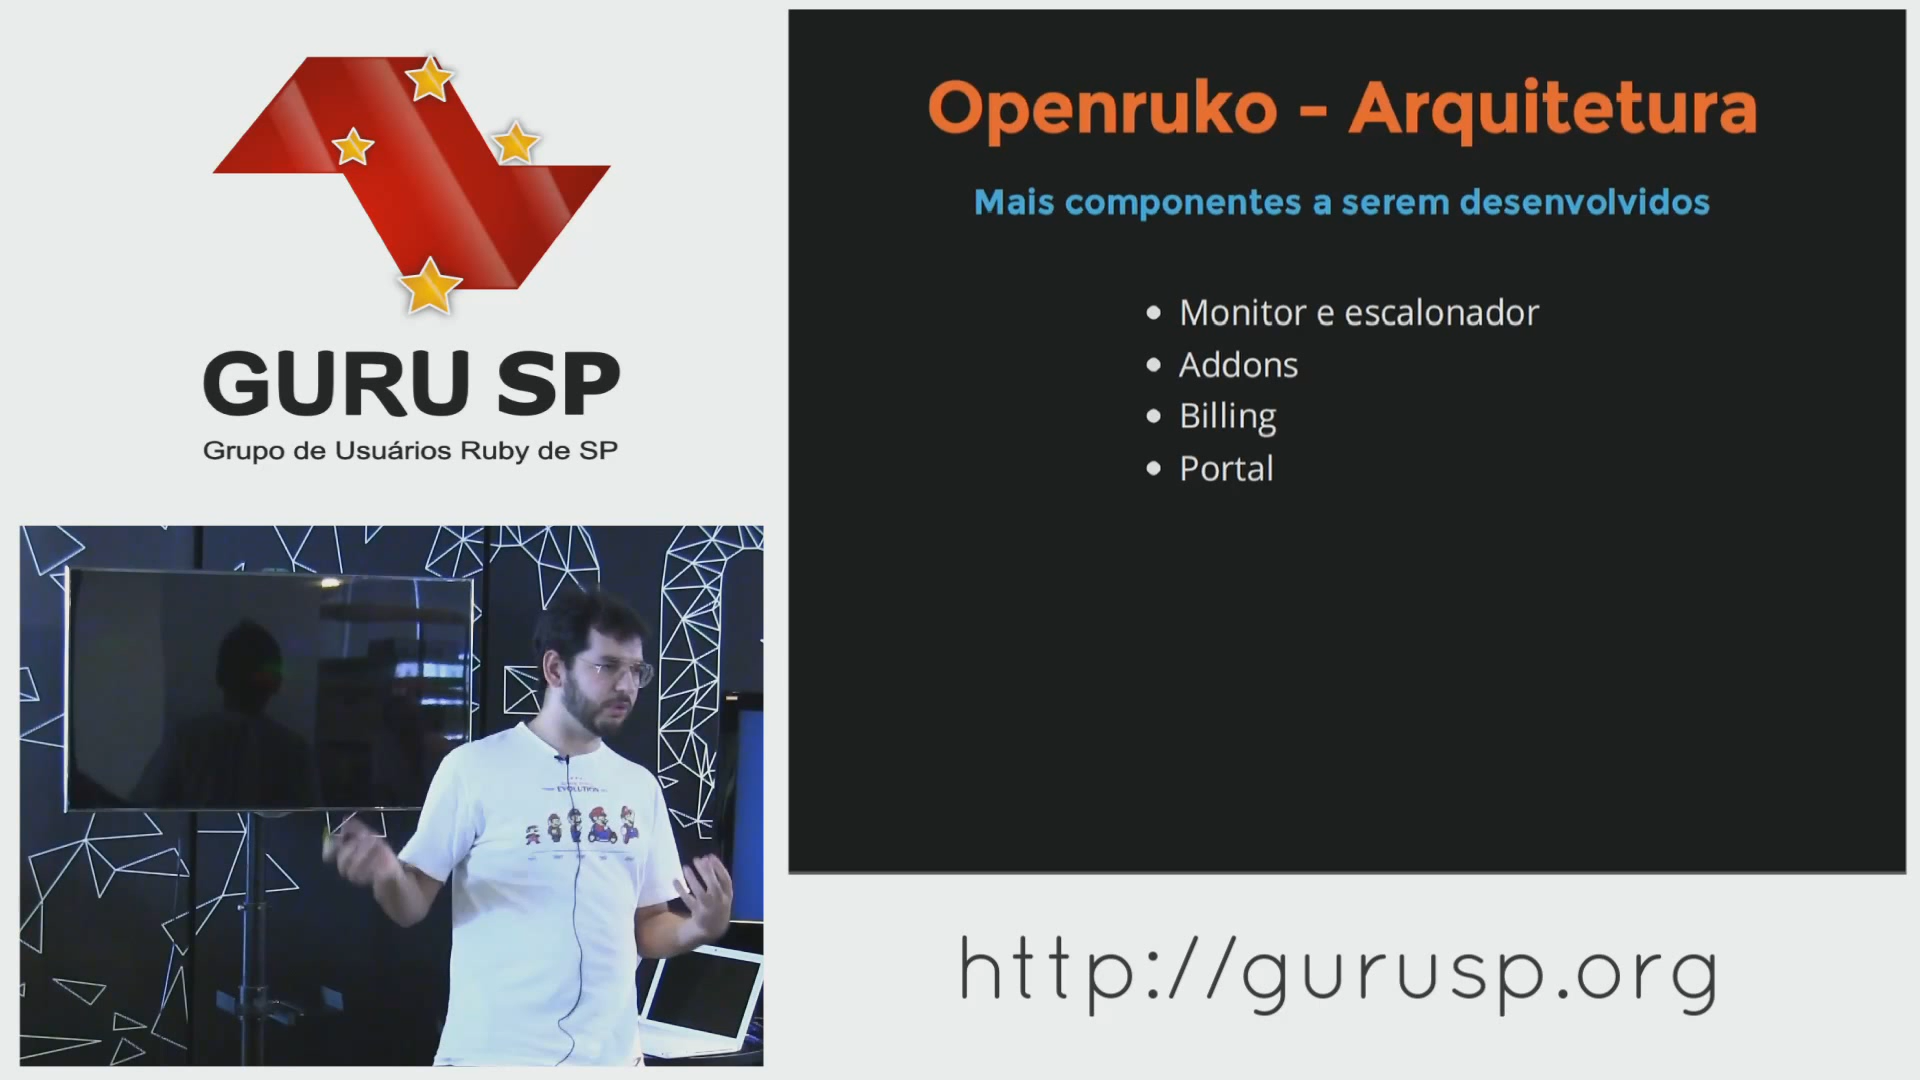 GURU SP
Grupo de Usuários Ruby de SP
EVOLUTION
Openruko - Arquitetura
Mais componentes a serem desenvolvidos
Monitor e escalonador
Addons
Billing
Portal
http://gurusp.org